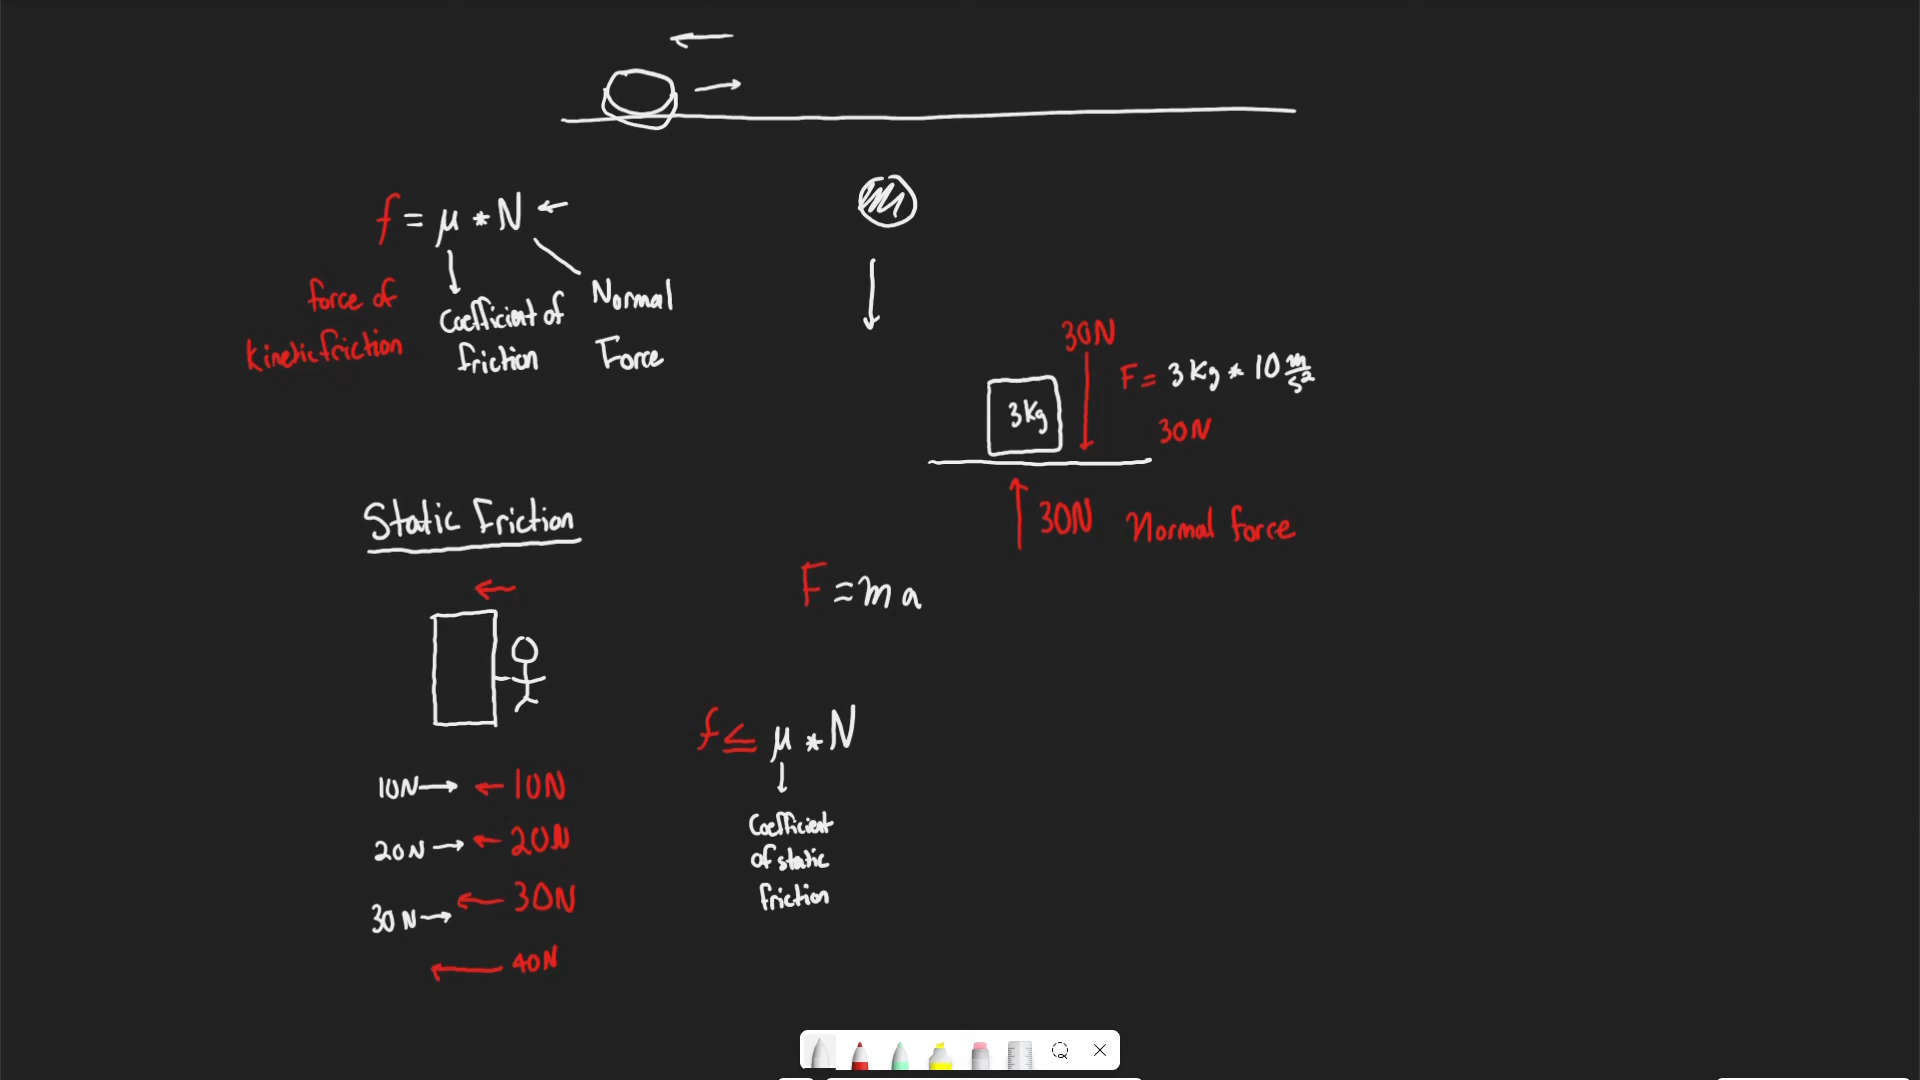 f = μ * N
force of
Kinetic friction
Coefficient of
friction
Normal
Force
30N
F = 3Kg * 10 m/s²
30N
3Kg
30N Normal force
Static Friction
F = m a
f ≤ μ * N
Coefficient
of static
friction
10N 10N
20N 20N
30N 30N
40N